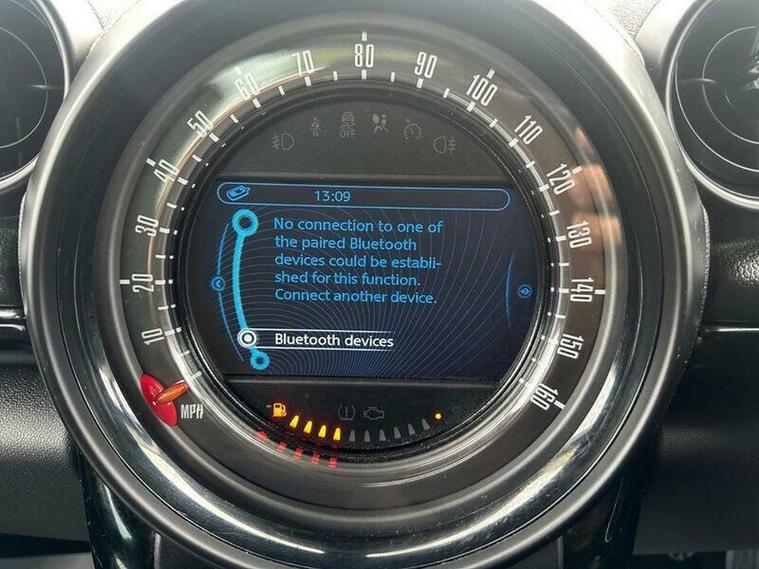 80
70
90
60
100
50
110
40
120
30
130
20
140
10
150
160
MPH
OFF
13:09
No connection to one of
the paired Bluetooth
devices could be establi-
shed for this function.
Connect another device.
Bluetooth devices